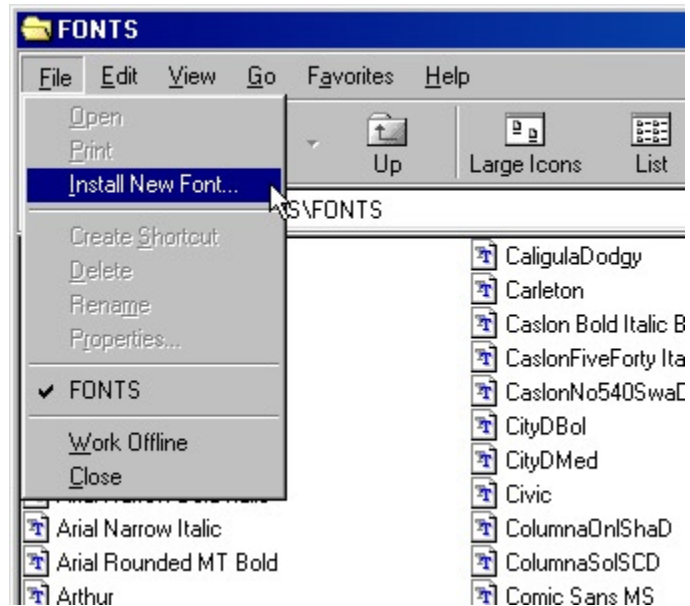 FONTS
File Edit View Go Favorites Help
Open
Print
Install New Font...
Create Shortcut
Delete
Rename
Properties...
FONTS
Work Offline
Close
Up
Large Icons
List
S\FONTS
Arial Narrow Italic
Arial Rounded MT Bold
Arthur
CaligulaDodgy
Carleton
Caslon Bold Italic B
CaslonFiveForty Ita
CaslonNo540SwaD
CityDBol
CityDMed
Civic
ColumnaOnlShaD
ColumnaSolSCD
Comic Sans MS